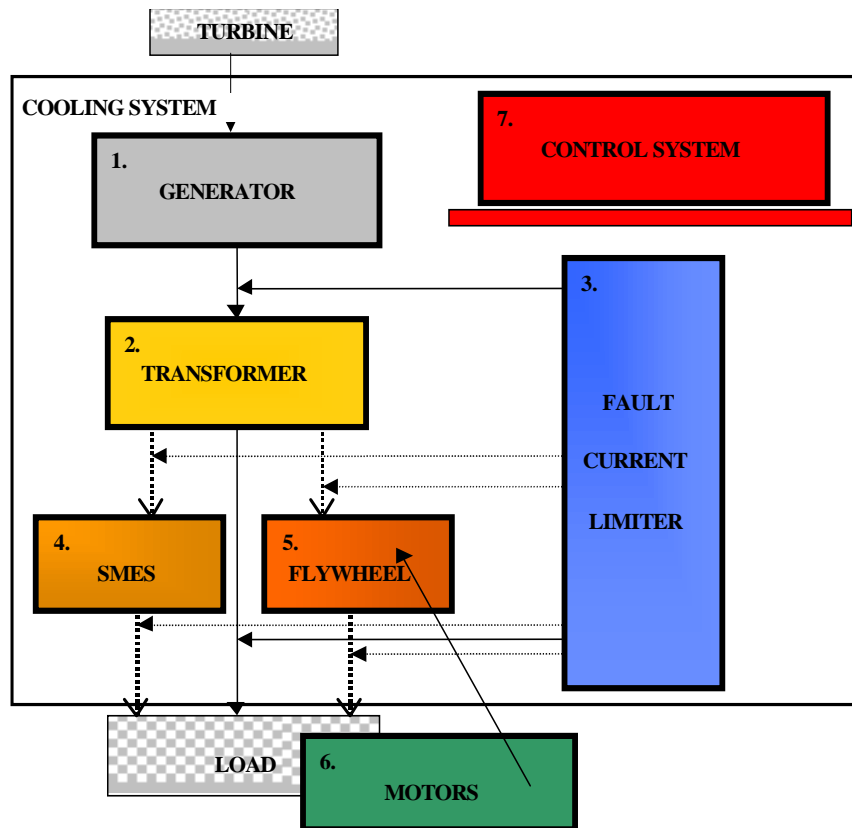 TURBINE
COOLING SYSTEM
7.
CONTROL SYSTEM
1.
GENERATOR
3.
FAULT
CURRENT
LIMITER
2.
TRANSFORMER
4.
SMES
5.
FLYWHEEL
LOAD
6.
MOTORS